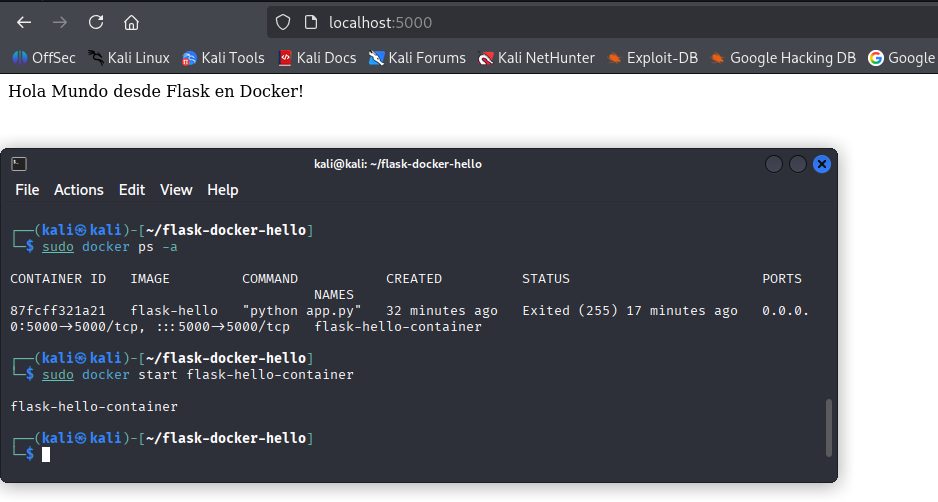 localhost:5000
OffSec Kali Linux Kali Tools Kali Docs Kali Forums Kali NetHunter Exploit-DB Google Hacking DB Google
Hola Mundo desde Flask en Docker!
kali@kali: ~/flask-docker-hello
File Actions Edit View Help
┌──(kali㉿kali)-[~/flask-docker-hello]
└─$ sudo docker ps -a
CONTAINER ID   IMAGE         COMMAND           CREATED          STATUS                        PORTS
                                      NAMES
87fcff321a21   flask-hello   "python app.py"   32 minutes ago   Exited (255) 17 minutes ago   0.0.0.
0:5000->5000/tcp, :::5000->5000/tcp   flask-hello-container
┌──(kali㉿kali)-[~/flask-docker-hello]
└─$ sudo docker start flask-hello-container
flask-hello-container
┌──(kali㉿kali)-[~/flask-docker-hello]
└─$